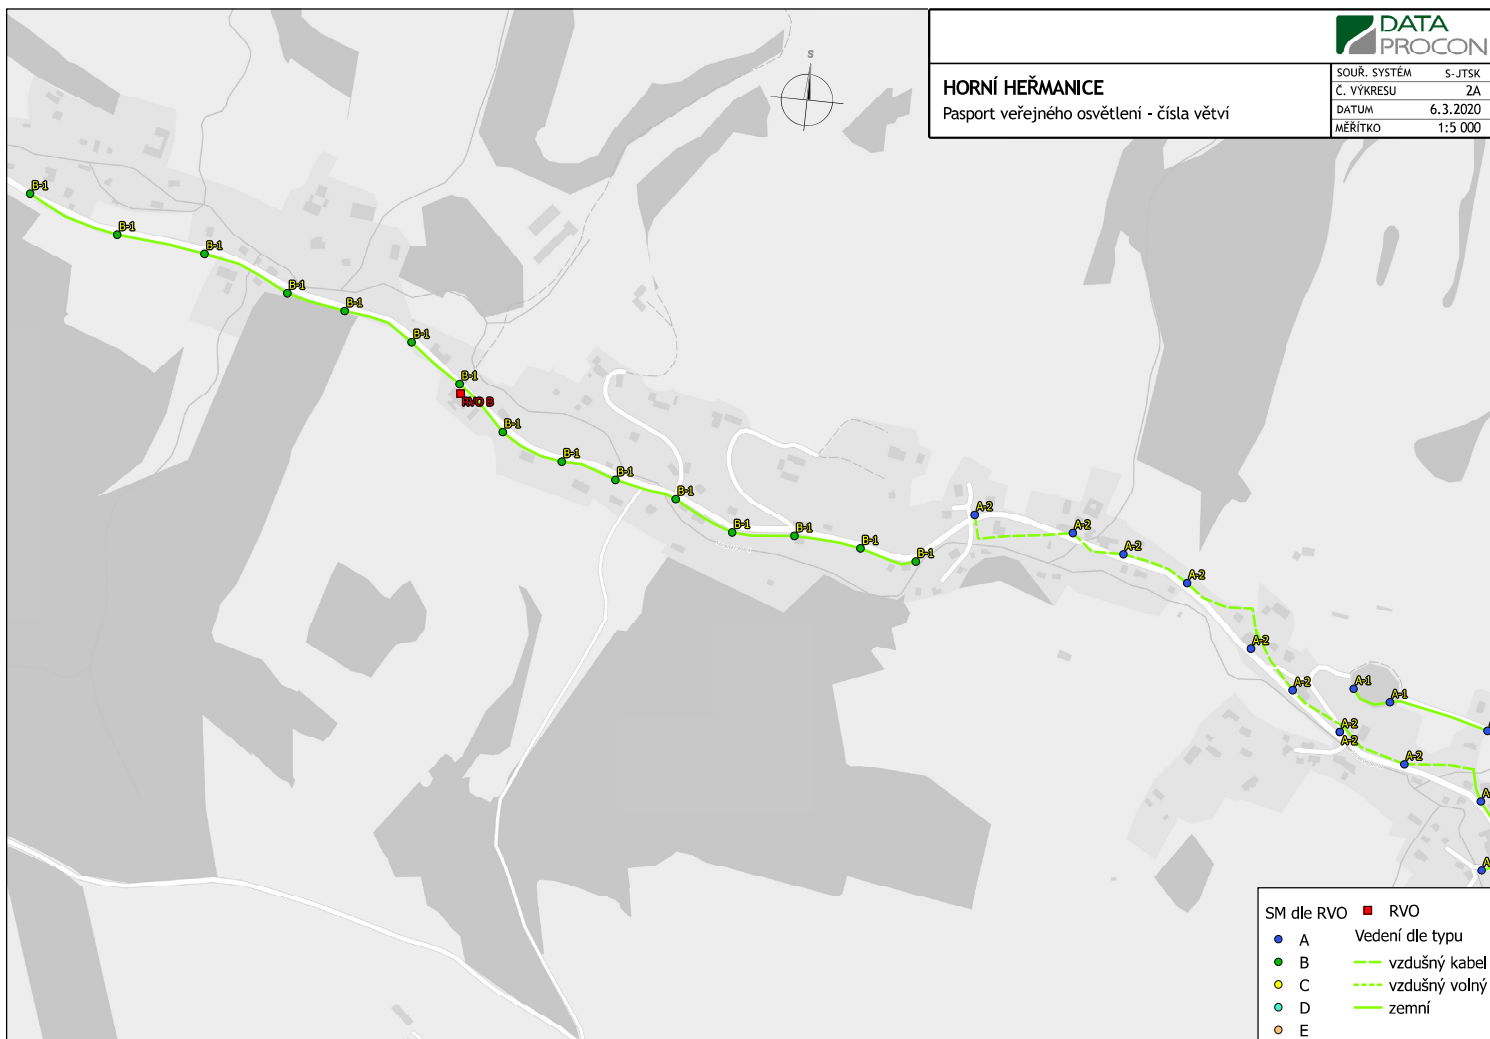 DATA
PROCON
HORNÍ HEŘMANICE
Pasport veřejného osvětlení - čísla větví
SOUŘ. SYSTÉM S-JTSK
Č. VÝKRESU 2A
DATUM 6.3.2020
MĚŘÍTKO 1:5 000
S
B-1
B-1
B-1
B-1
B-1
B-1
B-1
RVO B
B-1
B-1
B-1
B-1
B-1
B-1
B-1
B-1
A-2
A-2
A-2
A-2
A-2
A-2
A-2
A-2
A-2
A-1
A-1
SM dle RVO
A
B
C
D
E
RVO
Vedení dle typu
vzdušný kabel
vzdušný volný
zemní